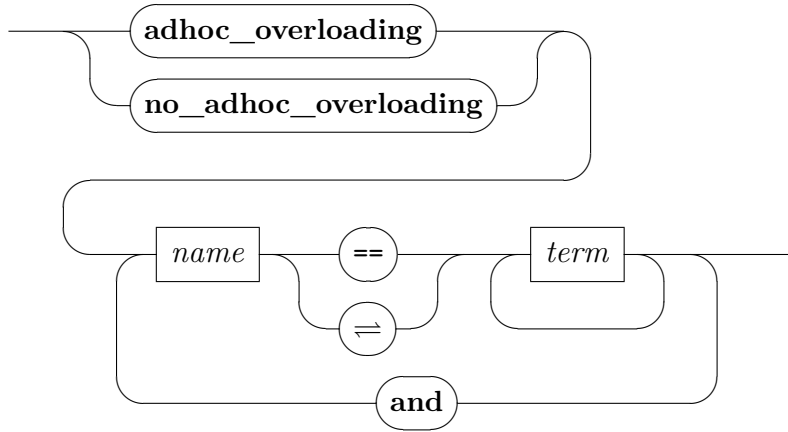 adhoc_overloading
no_adhoc_overloading
name == term
⇌
and